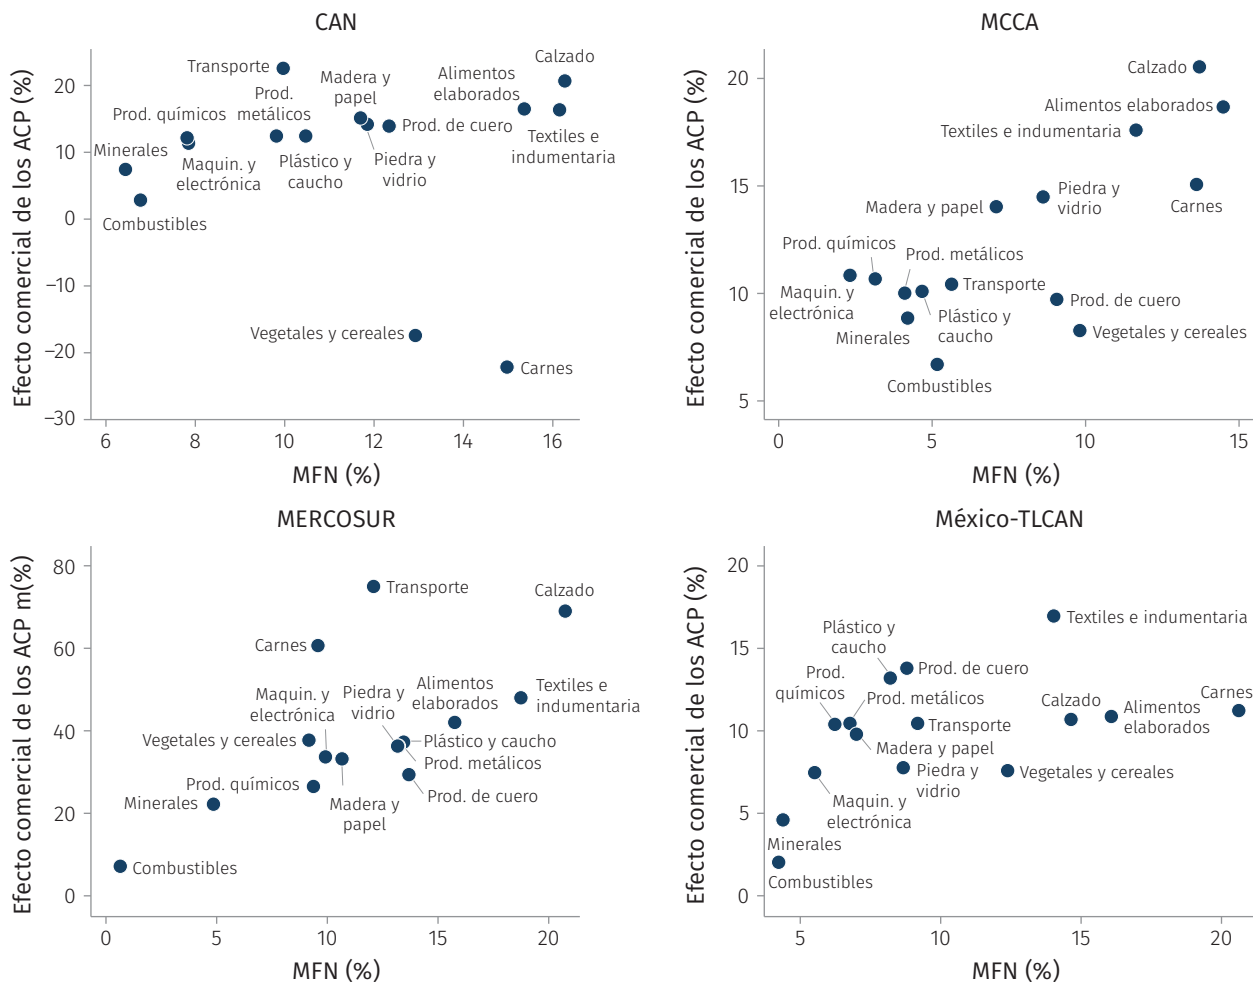 CAN
Efecto comercial de los ACP (%)
20
10
0
−10
−20
−30
Transporte
Calzado
Madera y
papel
Alimentos
elaborados
Prod.
metálicos
Prod. químicos
Prod. de cuero
Textiles e
indumentaria
Minerales
Maquin. y
electrónica
Plástico y
caucho
Piedra y
vidrio
Combustibles
Vegetales y cereales
Carnes
6
8
10
12
14
16
MFN (%)
MCCA
Efecto comercial de los ACP (%)
20
15
10
5
Calzado
Alimentos elaborados
Textiles e indumentaria
Piedra y
vidrio
Carnes
Madera y papel
Prod. químicos
Prod. metálicos
Maquin. y
electrónica
Transporte
Prod. de cuero
Plástico y
caucho
Minerales
Vegetales y cereales
Combustibles
0
5
10
15
MFN (%)
MERCOSUR
Efecto comercial de los ACP m(%)
80
60
40
20
0
Transporte
Calzado
Carnes
Maquin. y
electrónica
Piedra y
vidrio
Alimentos
elaborados
Textiles e
indumentaria
Vegetales y cereales
Plástico y caucho
Prod. metálicos
Prod. químicos
Prod. de cuero
Minerales
Madera y
papel
Combustibles
0
5
10
15
20
MFN (%)
México-TLCAN
Efecto comercial de los ACP (%)
20
15
10
5
0
Textiles e indumentaria
Plástico y
caucho
Prod. de cuero
Prod.
químicos
Prod. metálicos
Calzado
Carnes
Alimentos
elaborados
Transporte
Madera y papel
Piedra y
vidrio
Vegetales y cereales
Maquin. y
electrónica
Minerales
Combustibles
5
10
15
20
MFN (%)